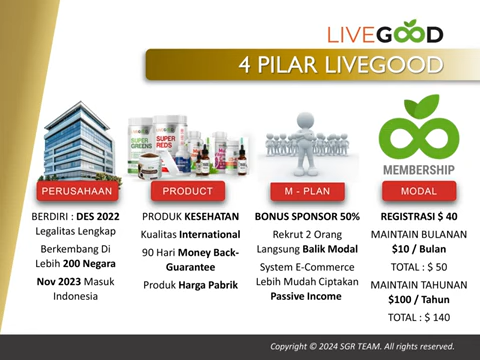 LIVEGOOD
4 PILAR LIVEGOOD
SUPER
GREENS
SUPER
REDS
MEMBERSHIP
PERUSAHAAN
PRODUCT
M - PLAN
MODAL
BERDIRI : DES 2022
Legalitas Lengkap
Berkembang Di
Lebih 200 Negara
Nov 2023 Masuk
Indonesia
PRODUK KESEHATAN
Kualitas International
90 Hari Money Back-
Guarantee
Produk Harga Pabrik
BONUS SPONSOR 50%
Rekrut 2 Orang
Langsung Balik Modal
System E-Commerce
Lebih Mudah Ciptakan
Passive Income
REGISTRASI $ 40
MAINTAIN BULANAN
$10 / Bulan
TOTAL : $ 50
MAINTAIN TAHUNAN
$100 / Tahun
TOTAL : $ 140
Copyright © 2024 SGR TEAM. All rights reserved.